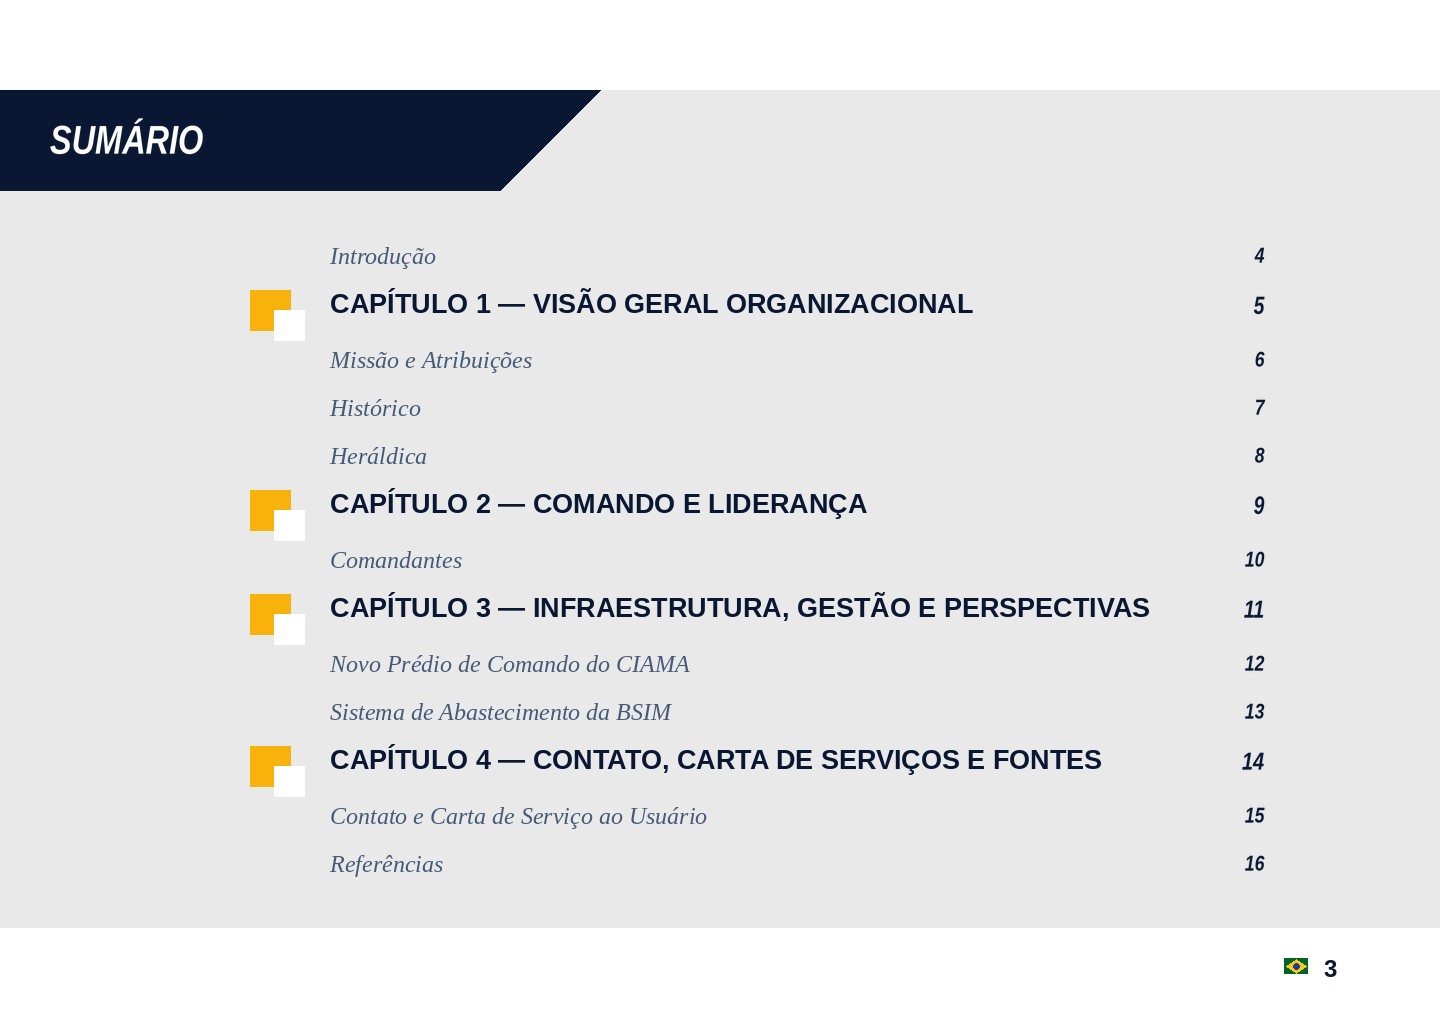 SUMÁRIO
Introdução 4
CAPÍTULO 1 — VISÃO GERAL ORGANIZACIONAL 5
Missão e Atribuições 6
Histórico 7
Heráldica 8
CAPÍTULO 2 — COMANDO E LIDERANÇA 9
Comandantes 10
CAPÍTULO 3 — INFRAESTRUTURA, GESTÃO E PERSPECTIVAS 11
Novo Prédio de Comando do CIAMA 12
Sistema de Abastecimento da BSIM 13
CAPÍTULO 4 — CONTATO, CARTA DE SERVIÇOS E FONTES 14
Contato e Carta de Serviço ao Usuário 15
Referências 16
3